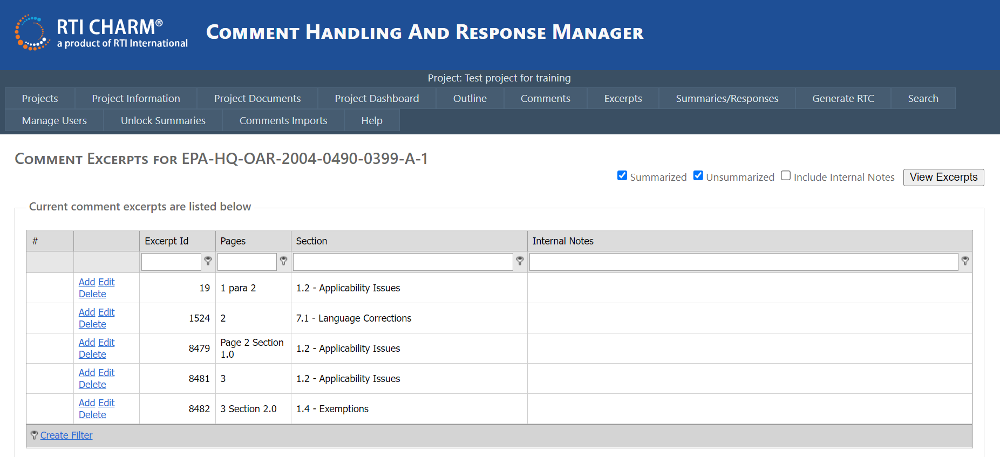 RTI CHARM®
a product of RTI International
Comment Handling And Response Manager
Project: Test project for training
Projects Project Information Project Documents Project Dashboard Outline Comments Excerpts Summaries/Responses Generate RTC Search
Manage Users Unlock Summaries Comments Imports Help
Comment Excerpts for EPA-HQ-OAR-2004-0490-0399-A-1
Summarized Unsummarized Include Internal Notes View Excerpts
Current comment excerpts are listed below
# Excerpt Id Pages Section Internal Notes
Add Edit Delete 19 1 para 2 1.2 - Applicability Issues
Add Edit Delete 1524 2 7.1 - Language Corrections
Add Edit Delete 8479 Page 2 Section 1.0 1.2 - Applicability Issues
Add Edit Delete 8481 3 1.2 - Applicability Issues
Add Edit Delete 8482 3 Section 2.0 1.4 - Exemptions
Create Filter